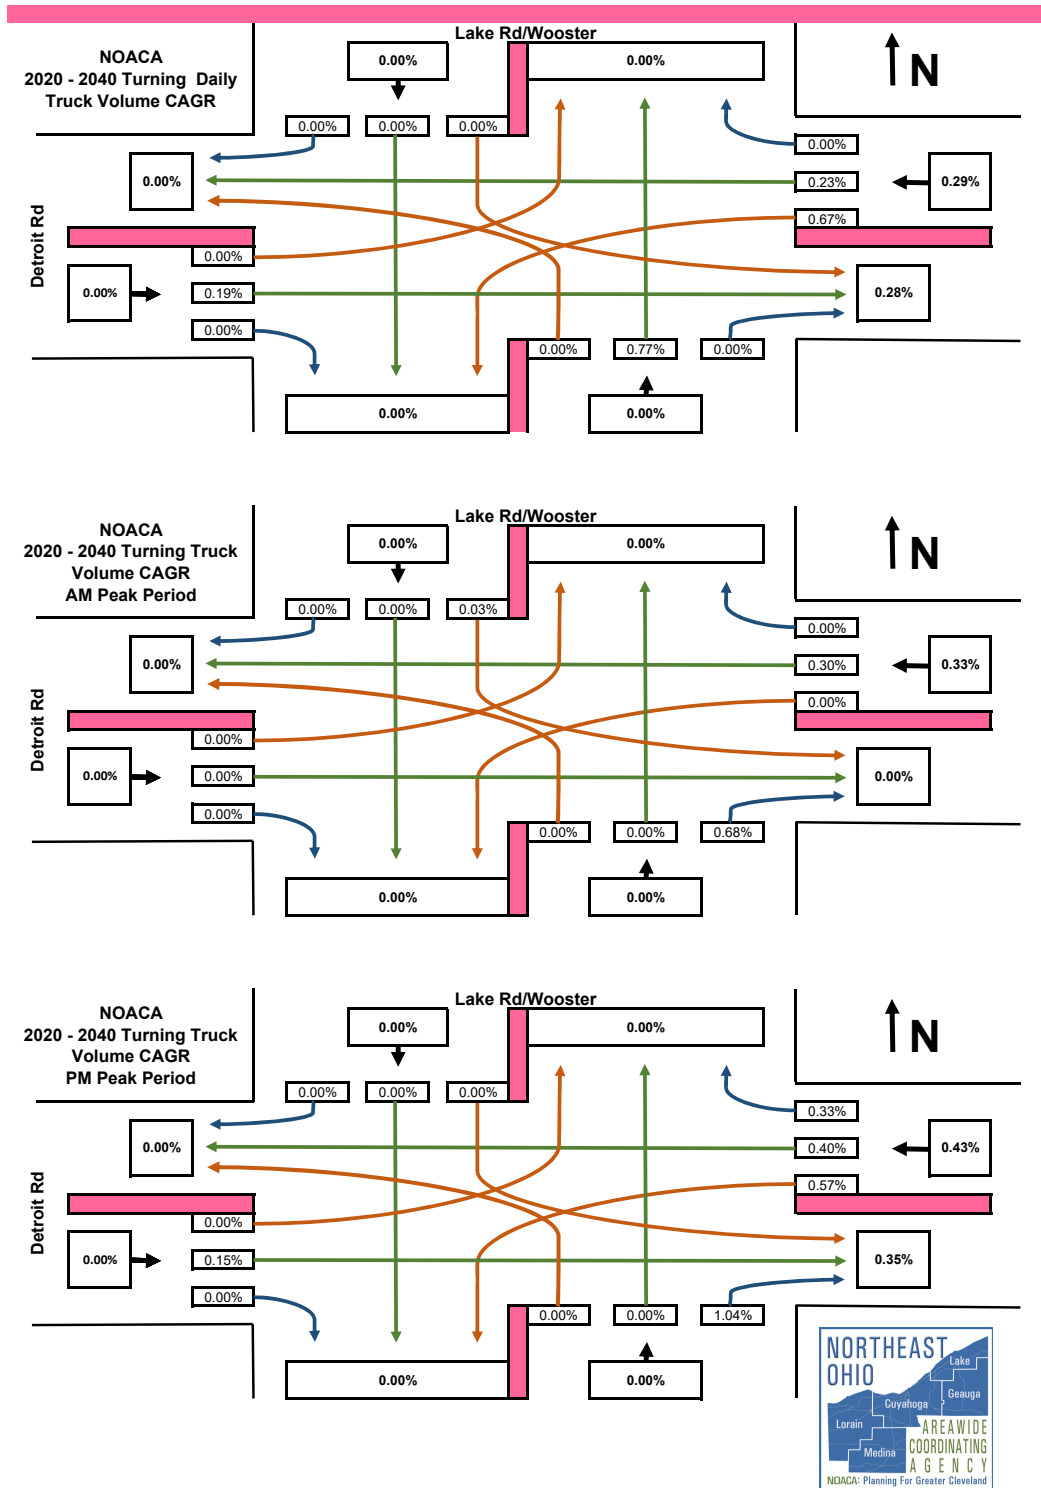 Lake Rd/Wooster
NOACA
2020 - 2040 Turning Daily
Truck Volume CAGR
0.00%
0.00%
N
0.00%
0.00%
0.00%
0.00%
0.00%
0.23%
0.29%
0.67%
Detroit Rd
0.00%
0.00%
0.19%
0.28%
0.00%
0.00%
0.77%
0.00%
0.00%
0.00%
Lake Rd/Wooster
NOACA
2020 - 2040 Turning Truck
Volume CAGR
AM Peak Period
0.00%
0.00%
N
0.00%
0.00%
0.03%
0.00%
0.00%
0.30%
0.33%
0.00%
Detroit Rd
0.00%
0.00%
0.00%
0.00%
0.00%
0.00%
0.00%
0.68%
0.00%
0.00%
Lake Rd/Wooster
NOACA
2020 - 2040 Turning Truck
Volume CAGR
PM Peak Period
0.00%
0.00%
N
0.00%
0.00%
0.00%
0.33%
0.00%
0.40%
0.43%
0.57%
Detroit Rd
0.00%
0.00%
0.15%
0.35%
0.00%
0.00%
0.00%
1.04%
0.00%
0.00%
NORTHEAST
OHIO
Lake
Geauga
Cuyahoga
Lorain
Medina
AREAWIDE
COORDINATING
AGENCY
NOACA: Planning For Greater Cleveland